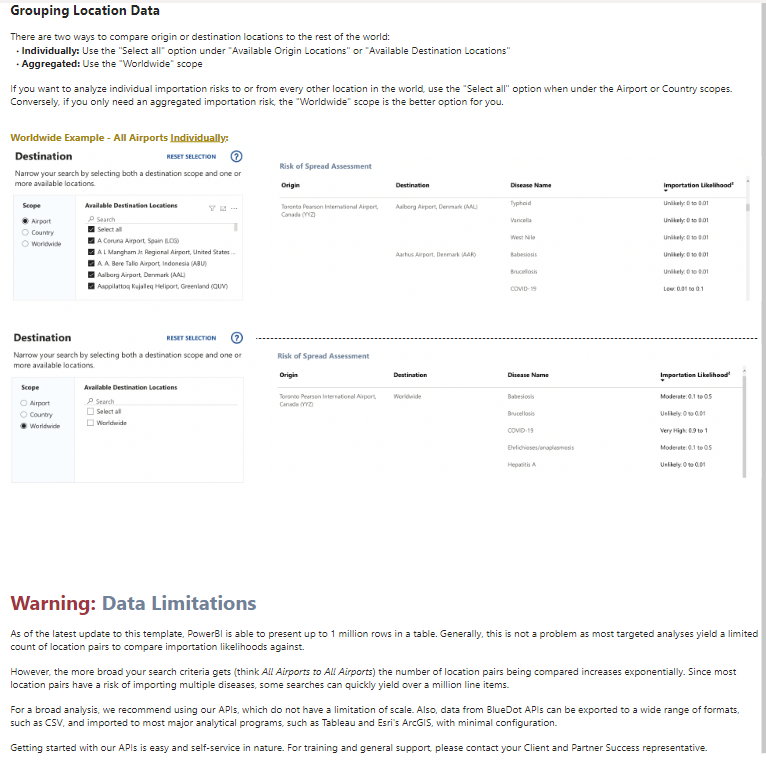 Grouping Location Data
There are two ways to compare origin or destination locations to the rest of the world:
• Individually: Use the "Select all" option under "Available Origin Locations" or "Available Destination Locations"
• Aggregated: Use the "Worldwide" scope
If you want to analyze individual importation risks to or from every other location in the world, use the "Select all" option when under the Airport or Country scopes.
Conversely, if you only need an aggregated importation risk, the "Worldwide" scope is the better option for you.
Worldwide Example - All Airports Individually:
Destination RESET SELECTION ?
Narrow your search by selecting both a destination scope and one or
more available locations.
Scope Available Destination Locations
Airport Search
Country Select all
Worldwide A Coruna Airport, Spain (LCG)
A L Mangham Jr. Regional Airport, United States ...
A. A. Bere Tallo Airport, Indonesia (ABU)
Aalborg Airport, Denmark (AAL)
Aappilattoq Kujalleq Heliport, Greenland (QUV)
Risk of Spread Assessment
Origin Destination Disease Name Importation Likelihood²
Toronto Pearson International Airport, Aalborg Airport, Denmark (AAL) Typhoid Unlikely: 0 to 0.01
Canada (YYZ)
Varicella Unlikely: 0 to 0.01
West Nile Unlikely: 0 to 0.01
Aarhus Airport, Denmark (AAR) Babesiosis Unlikely: 0 to 0.01
Brucellosis Unlikely: 0 to 0.01
COVID-19 Low: 0.01 to 0.1
Destination RESET SELECTION ?
Narrow your search by selecting both a destination scope and one or
more available locations.
Scope Available Destination Locations
Airport Search
Country Select all
Worldwide Worldwide
Risk of Spread Assessment
Origin Destination Disease Name Importation Likelihood²
Toronto Pearson International Airport, Worldwide Babesiosis Moderate: 0.1 to 0.5
Canada (YYZ)
Brucellosis Unlikely: 0 to 0.01
COVID-19 Very High: 0.9 to 1
Ehrlichioses/anaplasmosis Moderate: 0.1 to 0.5
Hepatitis A Unlikely: 0 to 0.01
Warning: Data Limitations
As of the latest update to this template, PowerBI is able to present up to 1 million rows in a table. Generally, this is not a problem as most targeted analyses yield a limited
count of location pairs to compare importation likelihoods against.
However, the more broad your search criteria gets (think All Airports to All Airports) the number of location pairs being compared increases exponentially. Since most
location pairs have a risk of importing multiple diseases, some searches can quickly yield over a million line items.
For a broad analysis, we recommend using our APIs, which do not have a limitation of scale. Also, data from BlueDot APIs can be exported to a wide range of formats,
such as CSV, and imported to most major analytical programs, such as Tableau and Esri's ArcGIS, with minimal configuration.
Getting started with our APIs is easy and self-service in nature. For training and general support, please contact your Client and Partner Success representative.